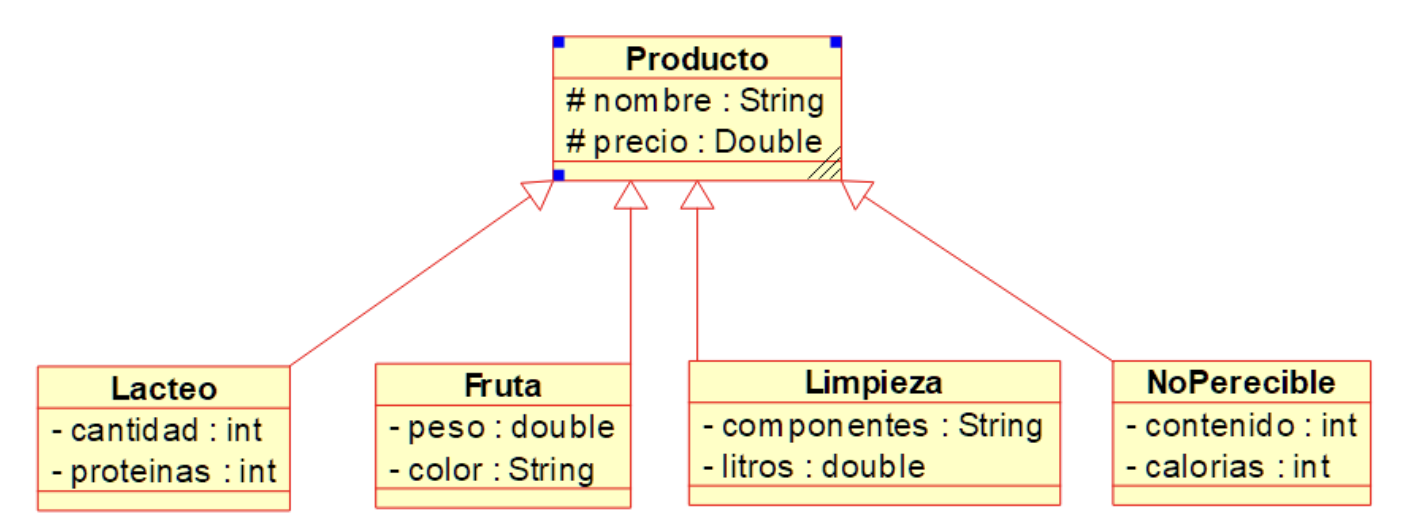 Producto
# nombre : String
# precio : Double
Lacteo
- cantidad : int
- proteinas : int
Fruta
- peso : double
- color : String
Limpieza
- componentes : String
- litros : double
NoPerecible
- contenido : int
- calorias : int